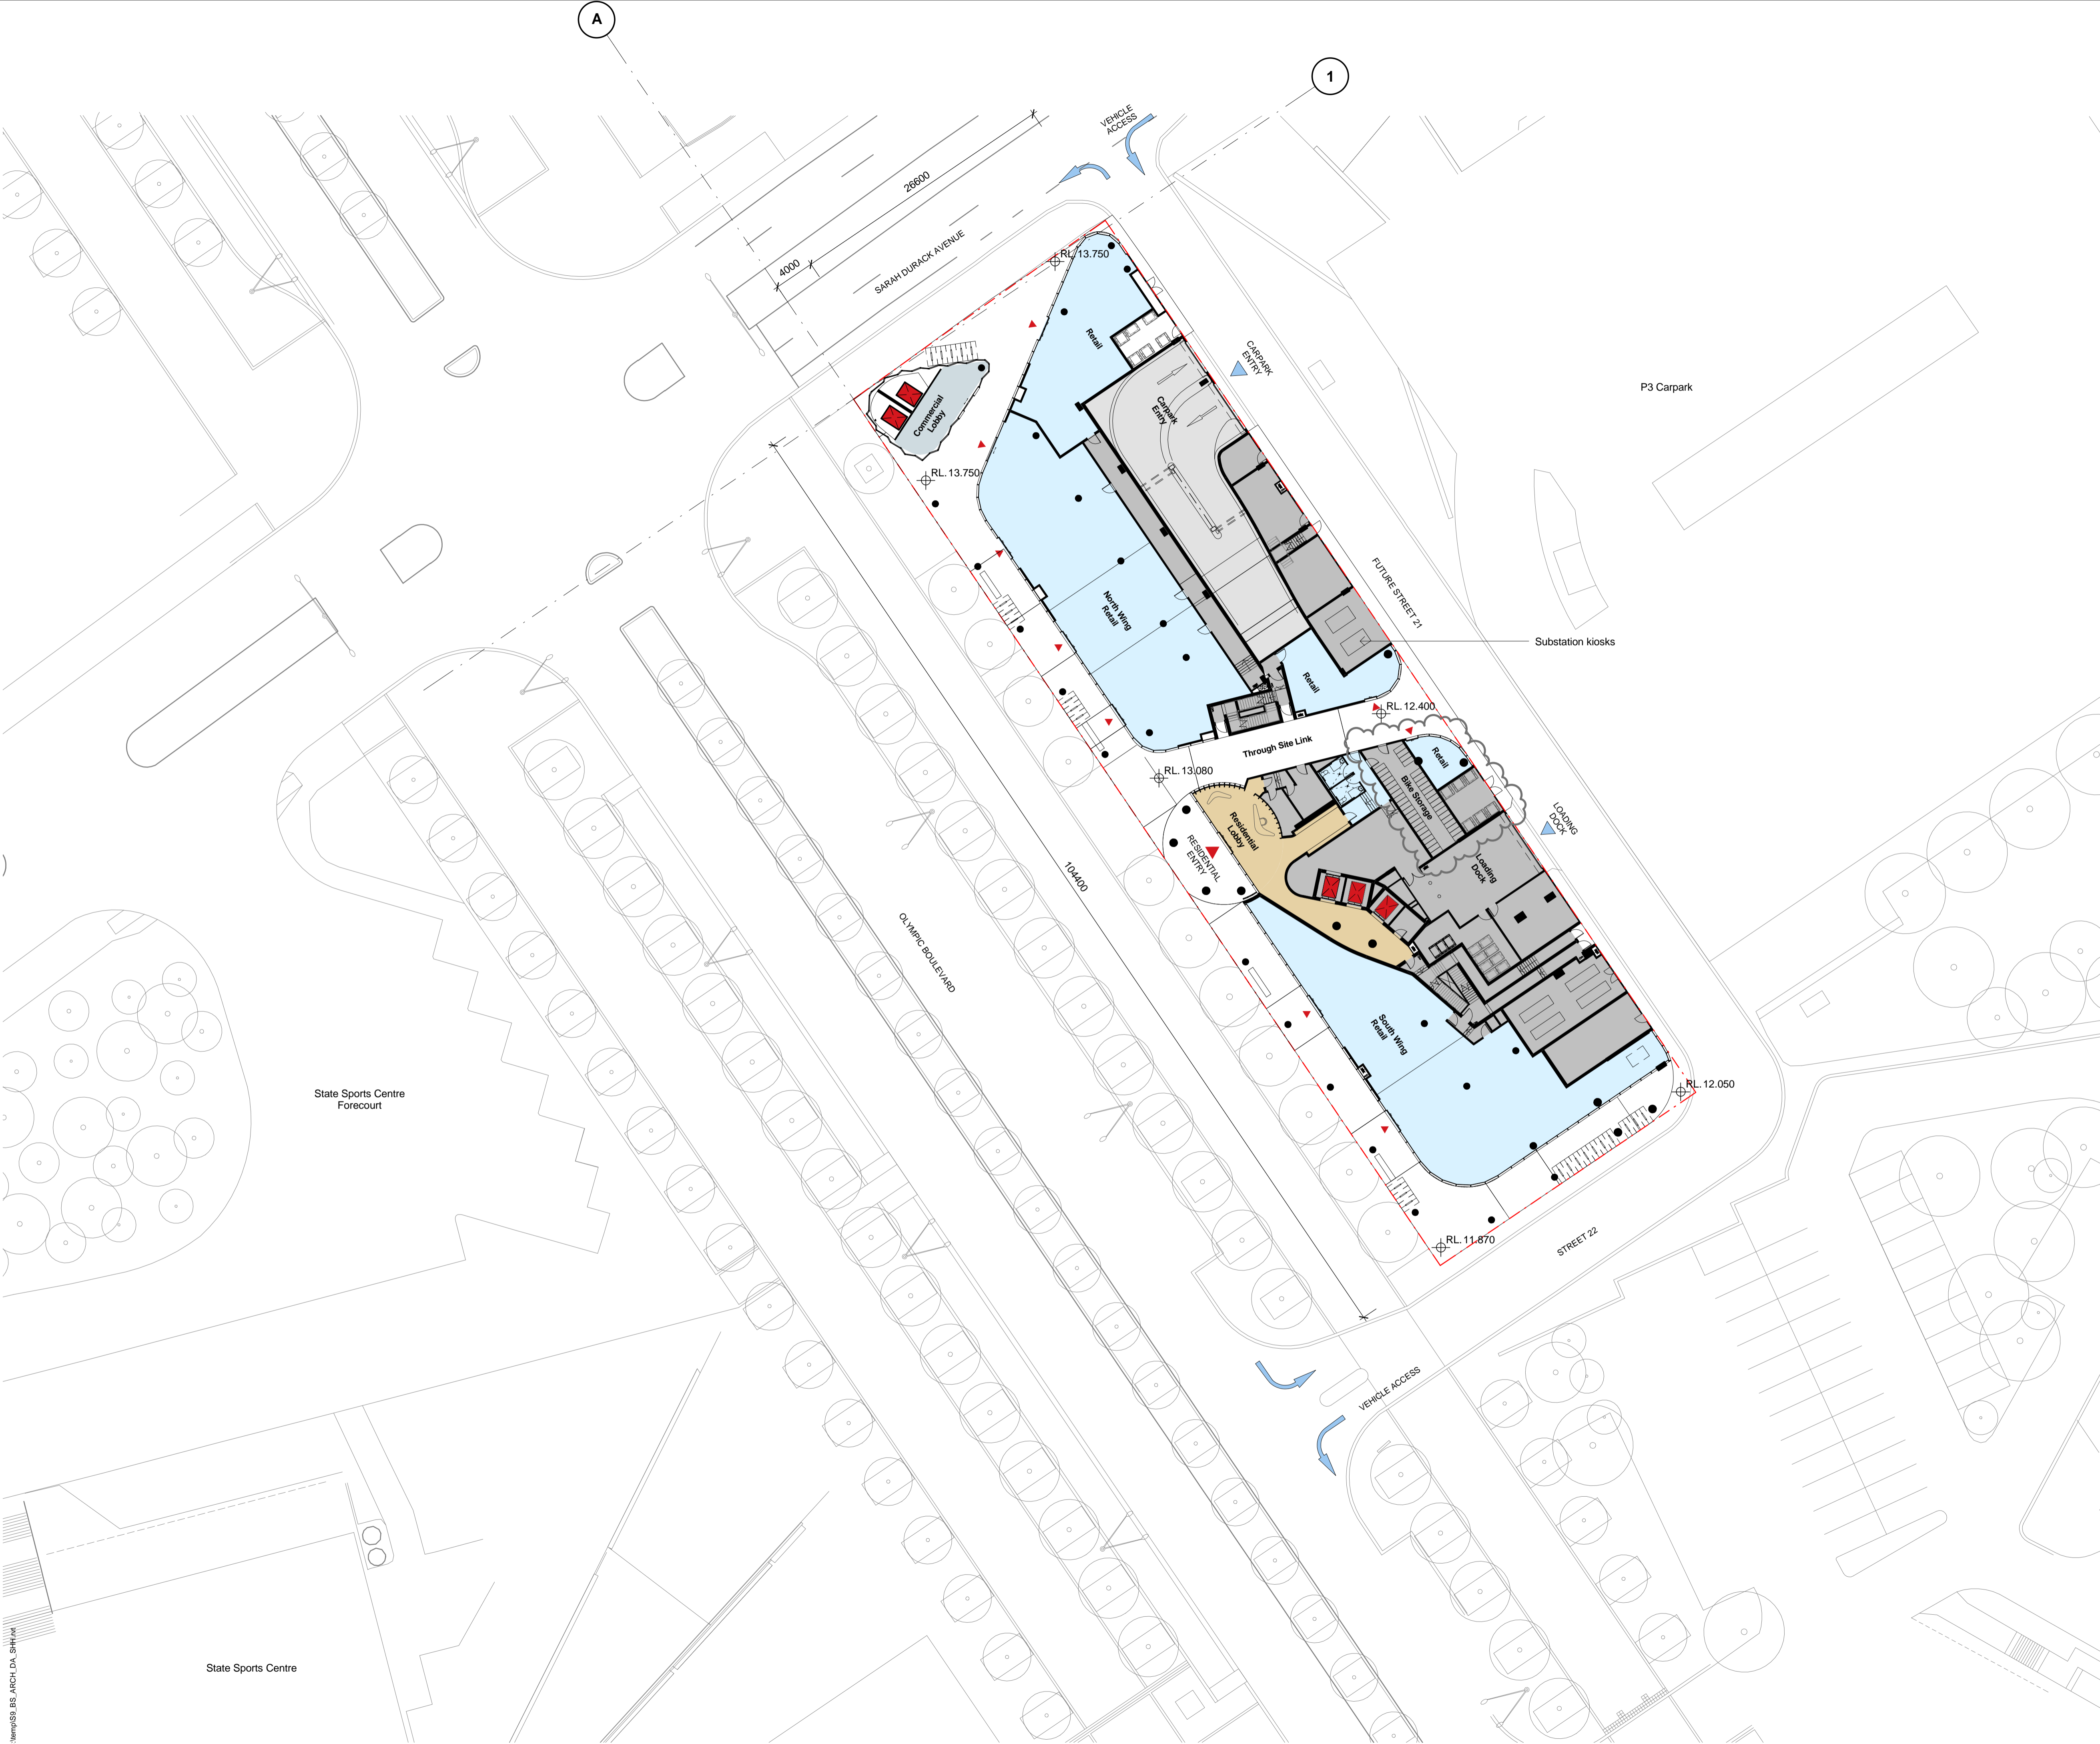 A
1
VEHICLE
ACCESS
26600
4000
SARAH DURACK AVENUE
RL. 13.750
Retail
CARPARK
ENTRY
P3 Carpark
Commercial
Lobby
Carpark
Entry
RL. 13.750
FUTURE STREET 21
North Wing
Retail
Substation kiosks
Retail
RL. 12.400
Through Site Link
RL. 13.080
Retail
Bike Storage
LOADING
DOCK
Residential
Lobby
RESIDENTIAL
ENTRY
Loading
Dock
104400
OLYMPIC BOULEVARD
South Wing
Retail
RL. 12.050
State Sports Centre
Forecourt
RL. 11.870
STREET 22
VEHICLE ACCESS
State Sports Centre
:\temp\S9_BS_ARCH_DA_SHH.rvt